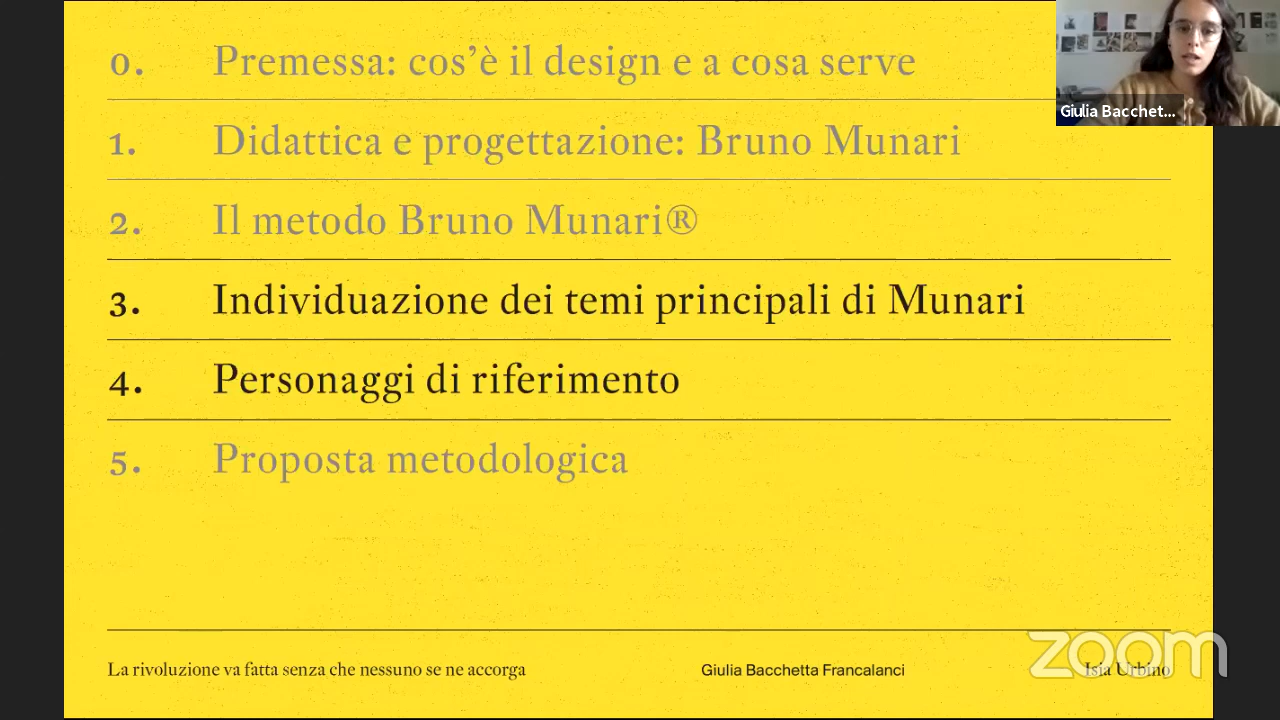 0. Premessa: cos’è il design e a cosa serve
Giulia Bacchet...
1. Didattica e progettazione: Bruno Munari
2. Il metodo Bruno Munari®
3. Individuazione dei temi principali di Munari
4. Personaggi di riferimento
5. Proposta metodologica
La rivoluzione va fatta senza che nessuno se ne accorga
Giulia Bacchetta Francalanci
Isia Urbino
zoom